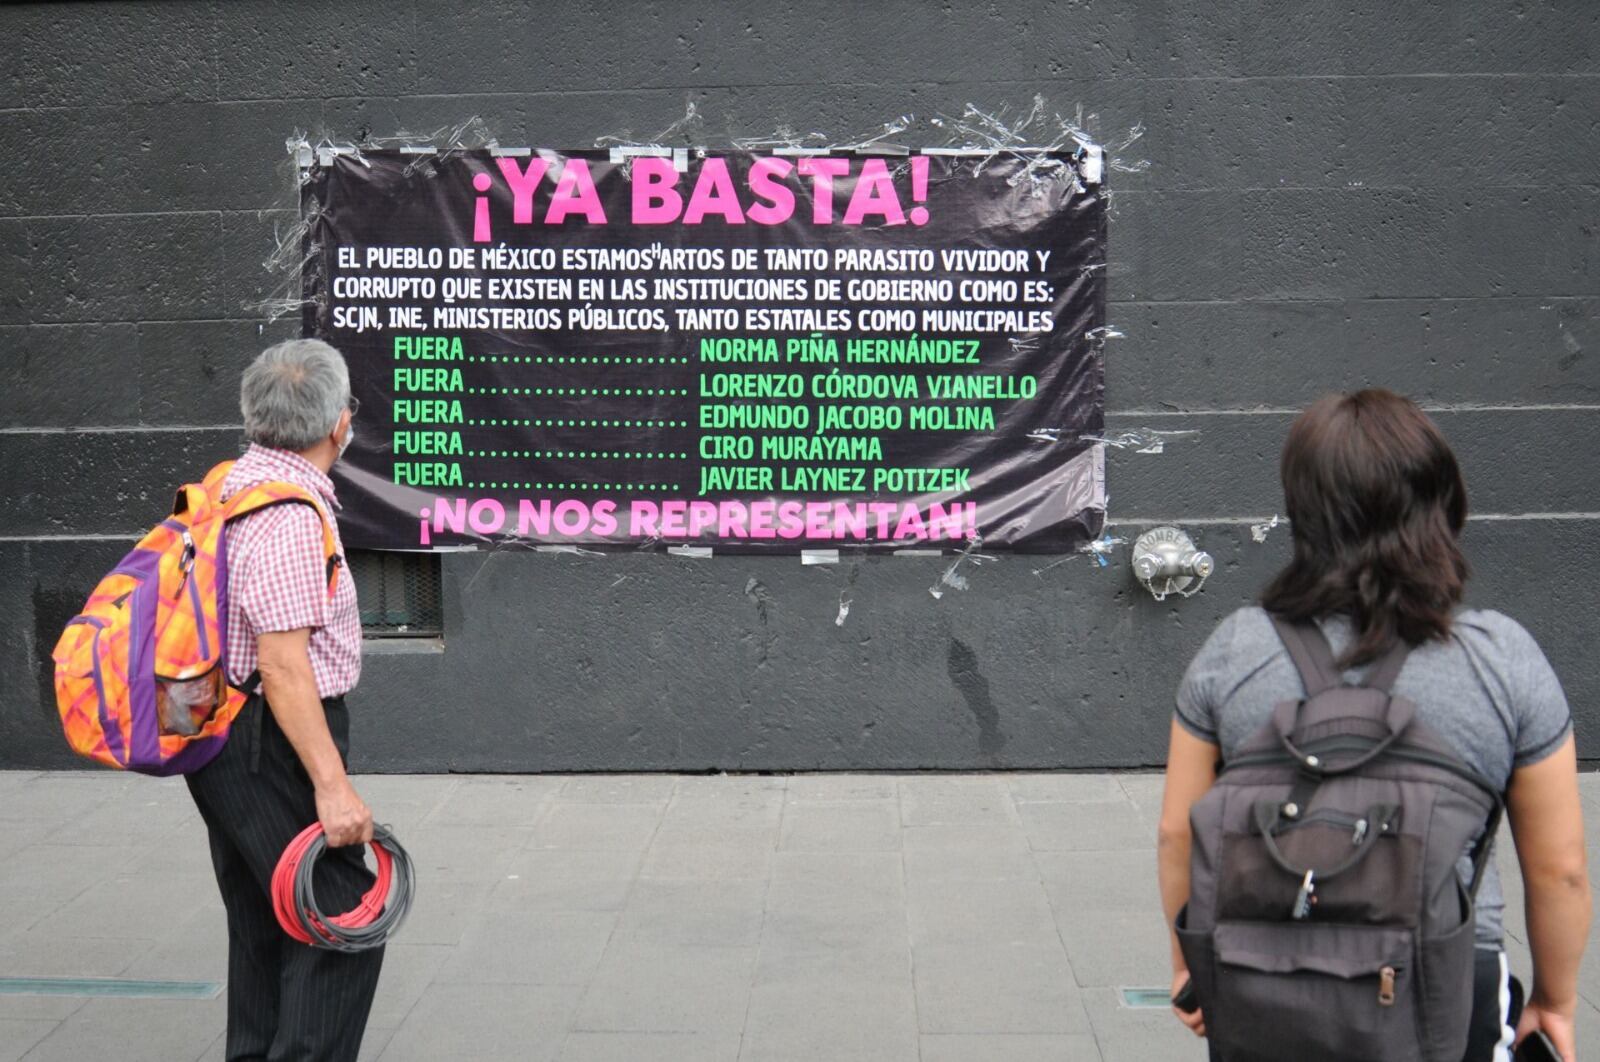 ¡YA BASTA!
EL PUEBLO DE MÉXICO ESTAMOS HARTOS DE TANTO PARASITO VIVIDOR Y
CORRUPTO QUE EXISTEN EN LAS INSTITUCIONES DE GOBIERNO COMO ES:
SCJN, INE, MINISTERIOS PÚBLICOS, TANTO ESTATALES COMO MUNICIPALES
FUERA.................... NORMA PIÑA HERNÁNDEZ
FUERA.................... LORENZO CÓRDOVA VIANELLO
FUERA.................... EDMUNDO JACOBO MOLINA
FUERA.................... CIRO MURAYAMA
FUERA................... JAVIER LAYNEZ POTIZEK
¡NO NOS REPRESENTAN!